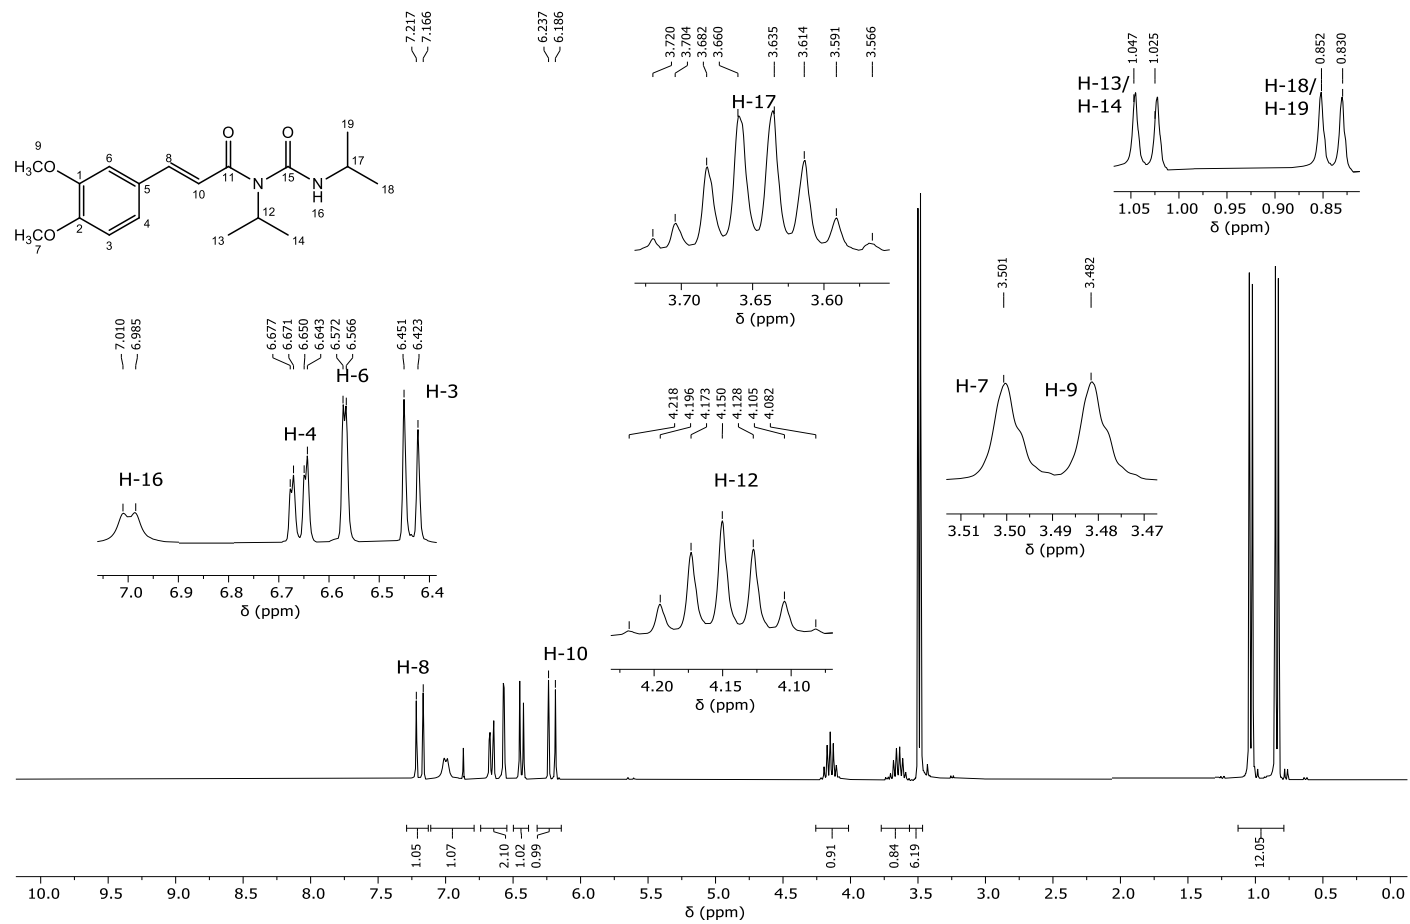 7.217
7.166
6.237
6.186
3.720
3.704
3.682
3.660
3.635
3.614
3.591
3.566
1.047
1.025
0.852
0.830
H-13/
H-14
H-18/
H-19
1.05 1.00 0.95 0.90 0.85
δ (ppm)
H-17
3.70 3.65 3.60
δ (ppm)
9
H3CO
1
6
5
8
10
O
11
N
O
15
N
H
16
19
17
18
12
13
14
H3CO
7
2
3
4
7.010
6.985
6.677
6.671
6.650
6.643
6.572
6.566
6.451
6.423
H-16
H-4
H-6
H-3
7.0 6.9 6.8 6.7 6.6 6.5 6.4
δ (ppm)
4.218
4.196
4.173
4.150
4.128
4.105
4.082
H-12
4.20 4.15 4.10
δ (ppm)
3.501
3.482
H-7
H-9
3.51 3.50 3.49 3.48 3.47
δ (ppm)
H-8
H-10
1.05
1.07
2.10
1.02
0.99
0.91
0.84
6.19
12.05
10.0 9.5 9.0 8.5 8.0 7.5 7.0 6.5 6.0 5.5 5.0 4.5 4.0 3.5 3.0 2.5 2.0 1.5 1.0 0.5 0.0
δ (ppm)